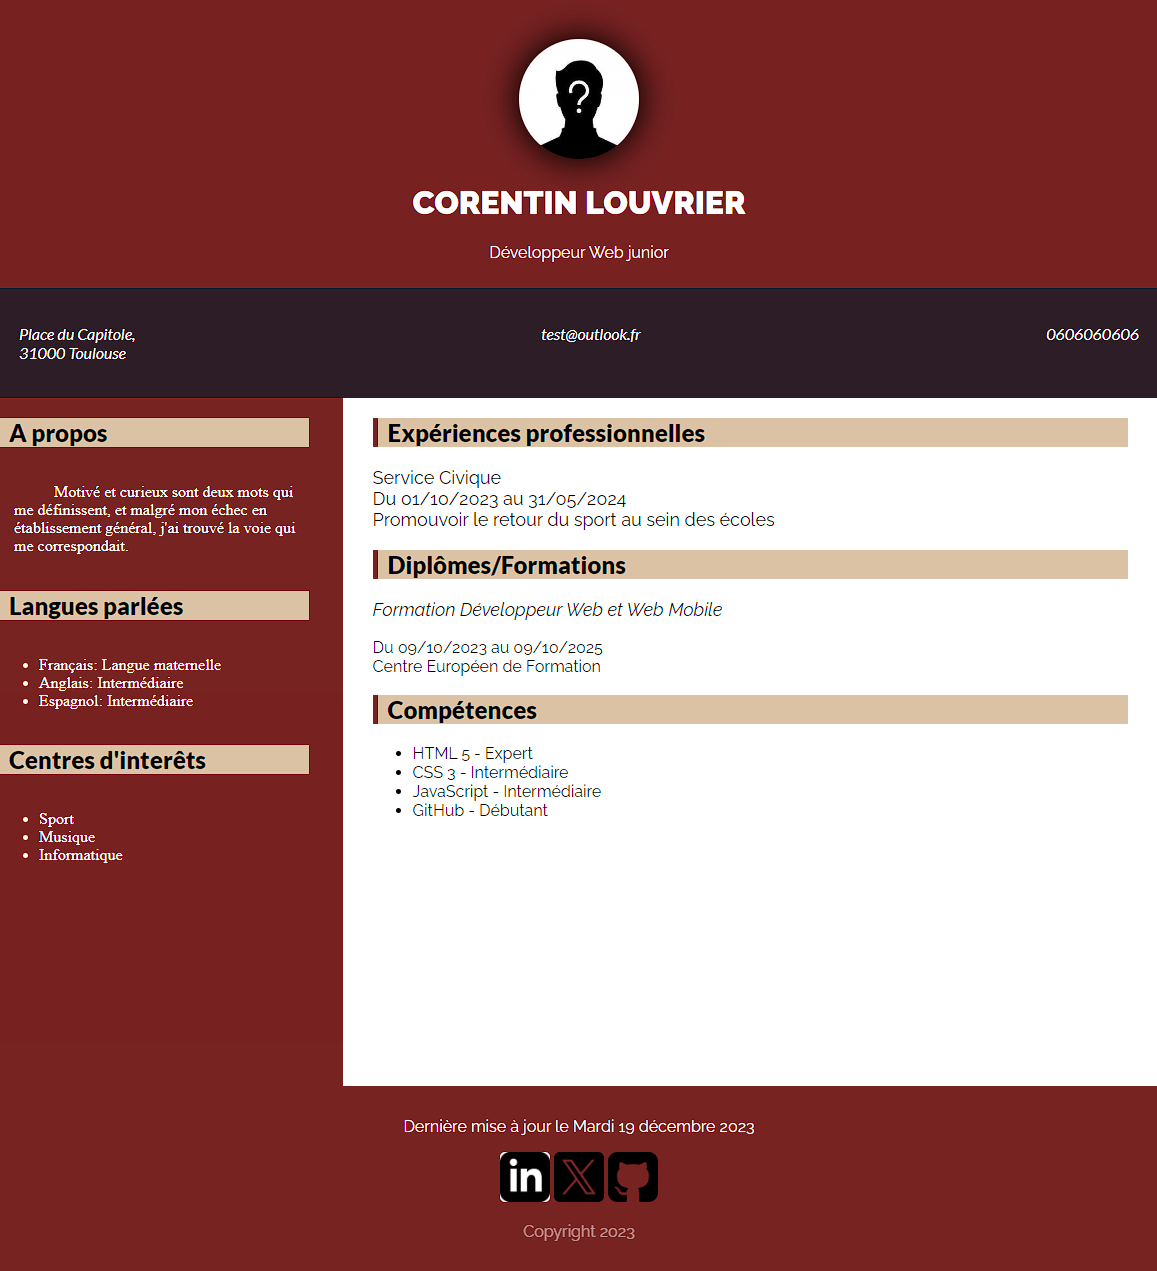 ?
CORENTIN LOUVRIER
Développeur Web junior
Place du Capitole,
31000 Toulouse
test@outlook.fr
0606060606
A propos
Motivé et curieux sont deux mots qui
me définissent, et malgré mon échec en
établissement général, j'ai trouvé la voie qui
me correspondait.
Langues parlées
• Français: Langue maternelle
• Anglais: Intermédiaire
• Espagnol: Intermédiaire
Centres d'interêts
• Sport
• Musique
• Informatique
Expériences professionnelles
Service Civique
Du 01/10/2023 au 31/05/2024
Promouvoir le retour du sport au sein des écoles
Diplômes/Formations
Formation Développeur Web et Web Mobile
Du 09/10/2023 au 09/10/2025
Centre Européen de Formation
Compétences
• HTML 5 - Expert
• CSS 3 - Intermédiaire
• JavaScript - Intermédiaire
• GitHub - Débutant
Dernière mise à jour le Mardi 19 décembre 2023
in X
Copyright 2023